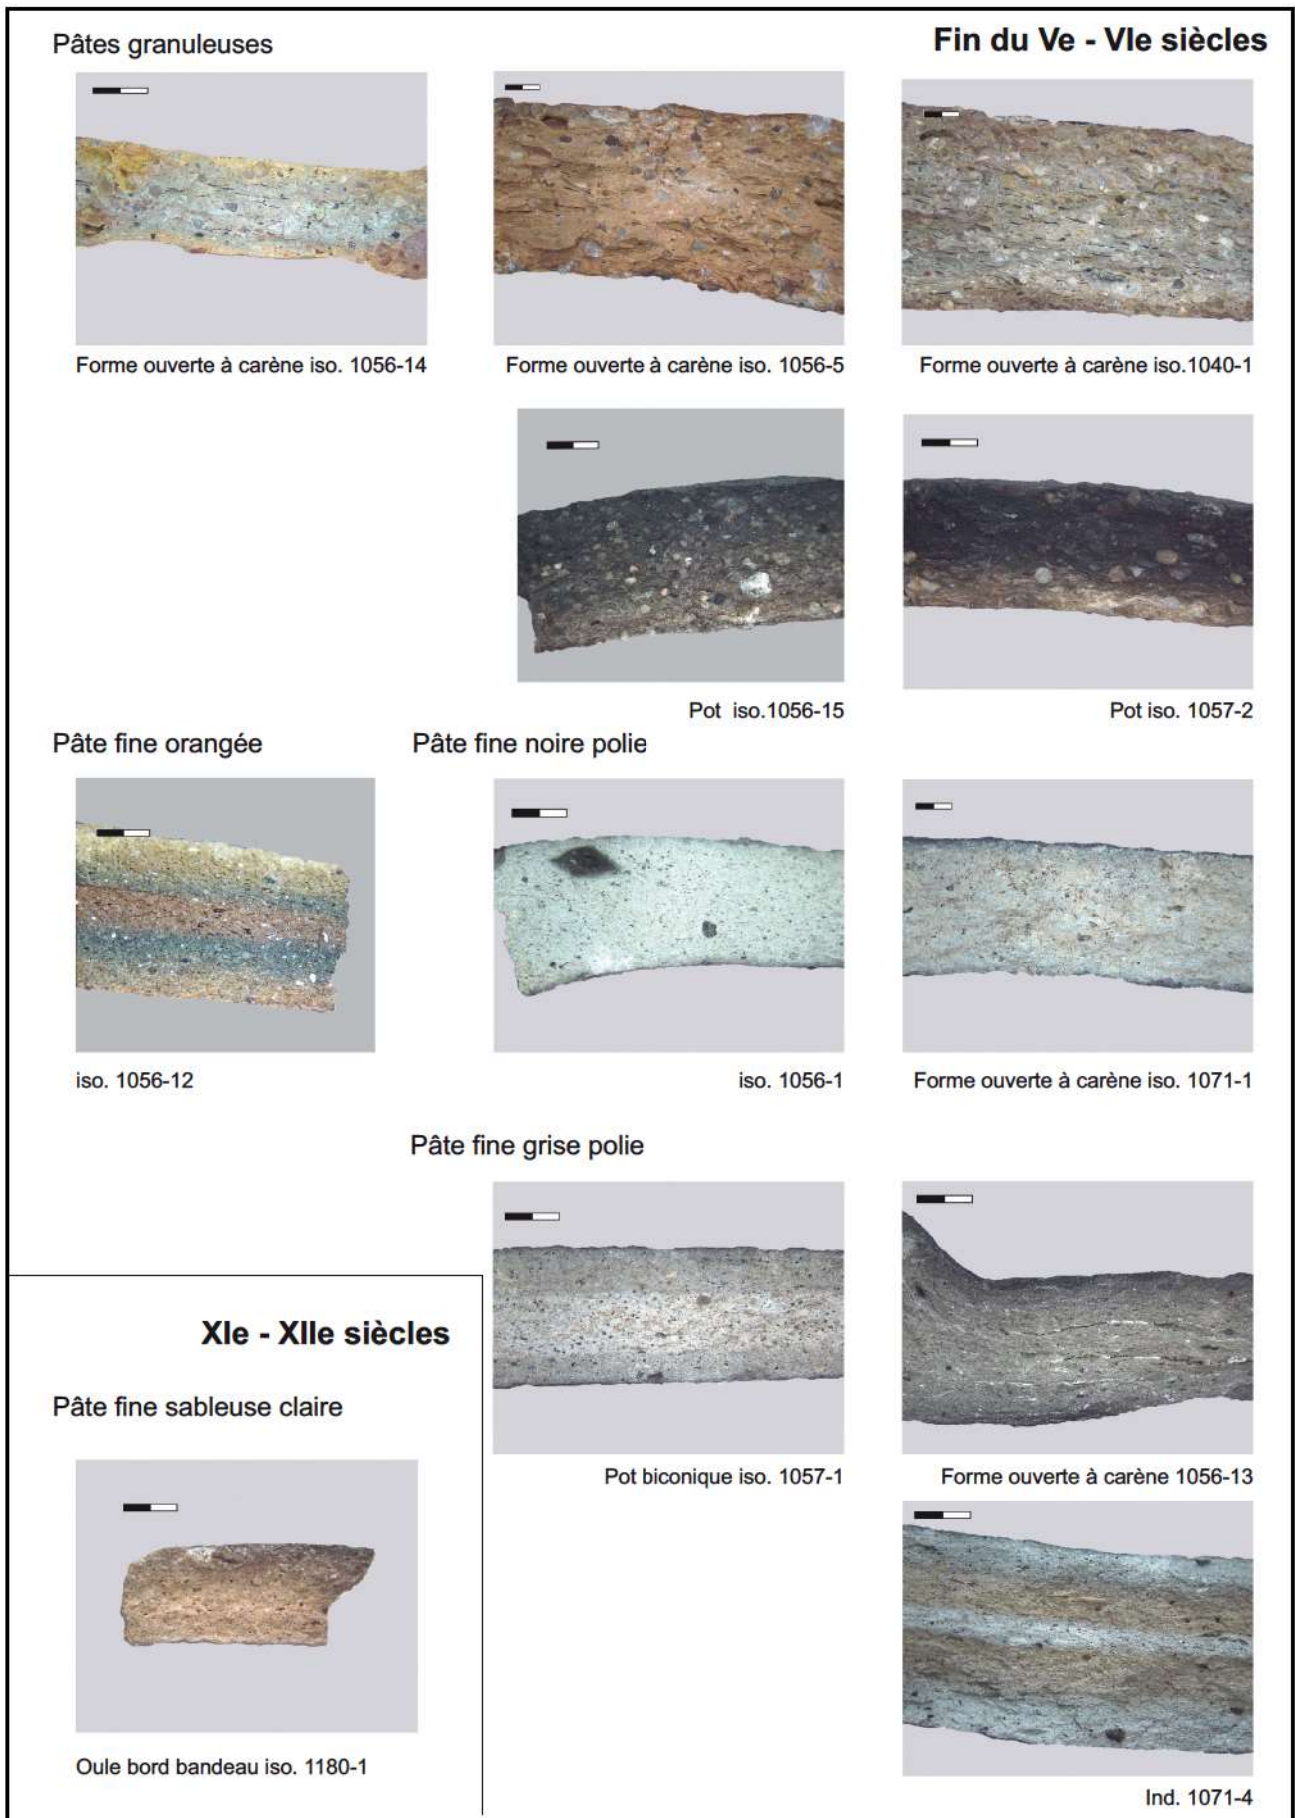 Pâtes granuleuses
Fin du Ve - VIe siècles
Forme ouverte à carène iso. 1056-14
Forme ouverte à carène iso. 1056-5
Forme ouverte à carène iso.1040-1
Pot iso.1056-15
Pot iso. 1057-2
Pâte fine orangée
Pâte fine noire polie
iso. 1056-12
iso. 1056-1
Forme ouverte à carène iso. 1071-1
Pâte fine grise polie
Pot biconique iso. 1057-1
Forme ouverte à carène 1056-13
Ind. 1071-4
XIe - XIIe siècles
Pâte fine sableuse claire
Oule bord bandeau iso. 1180-1